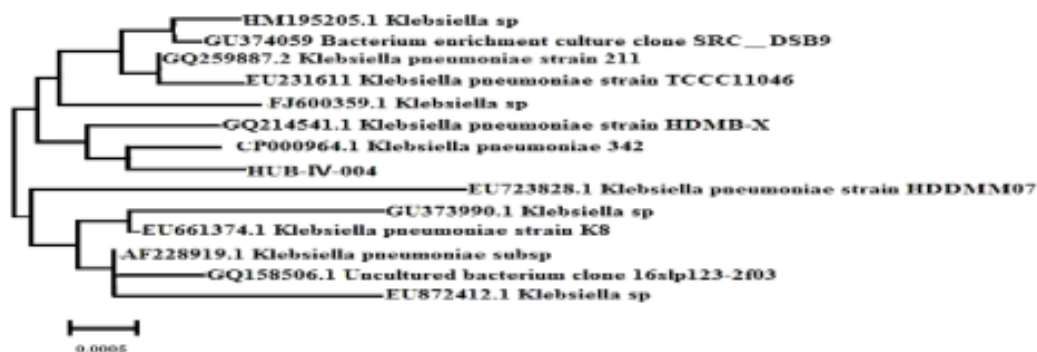 HM195205.1 Klebsiella sp
GU374059 Bacterium enrichment culture clone SRC__DSB9
GQ259887.2 Klebsiella pneumoniae strain 211
EU231611 Klebsiella pneumoniae strain TCCC11046
FJ600359.1 Klebsiella sp
GQ214541.1 Klebsiella pneumoniae strain HDMB-X
CP000964.1 Klebsiella pneumoniae 342
HUB-Ⅳ-004
EU723828.1 Klebsiella pneumoniae strain HDDMM07
GU373990.1 Klebsiella sp
EU661374.1 Klebsiella pneumoniae strain K8
AF228919.1 Klebsiella pneumoniae subsp
GQ158506.1 Uncultured bacterium clone 16slp123-2f03
EU872412.1 Klebsiella sp
0.0005